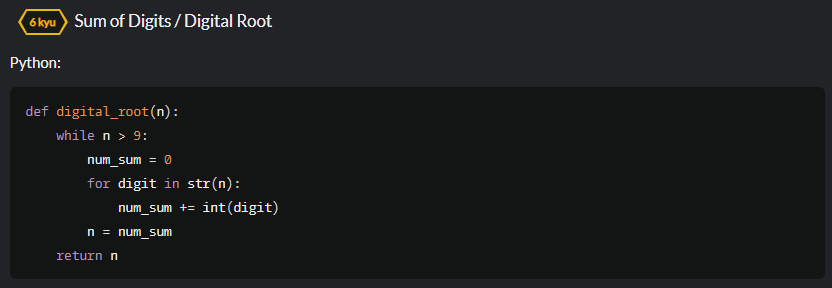 6 kyu Sum of Digits / Digital Root
Python:
def digital_root(n):
    while n > 9:
        num_sum = 0
        for digit in str(n):
            num_sum += int(digit)
        n = num_sum
    return n